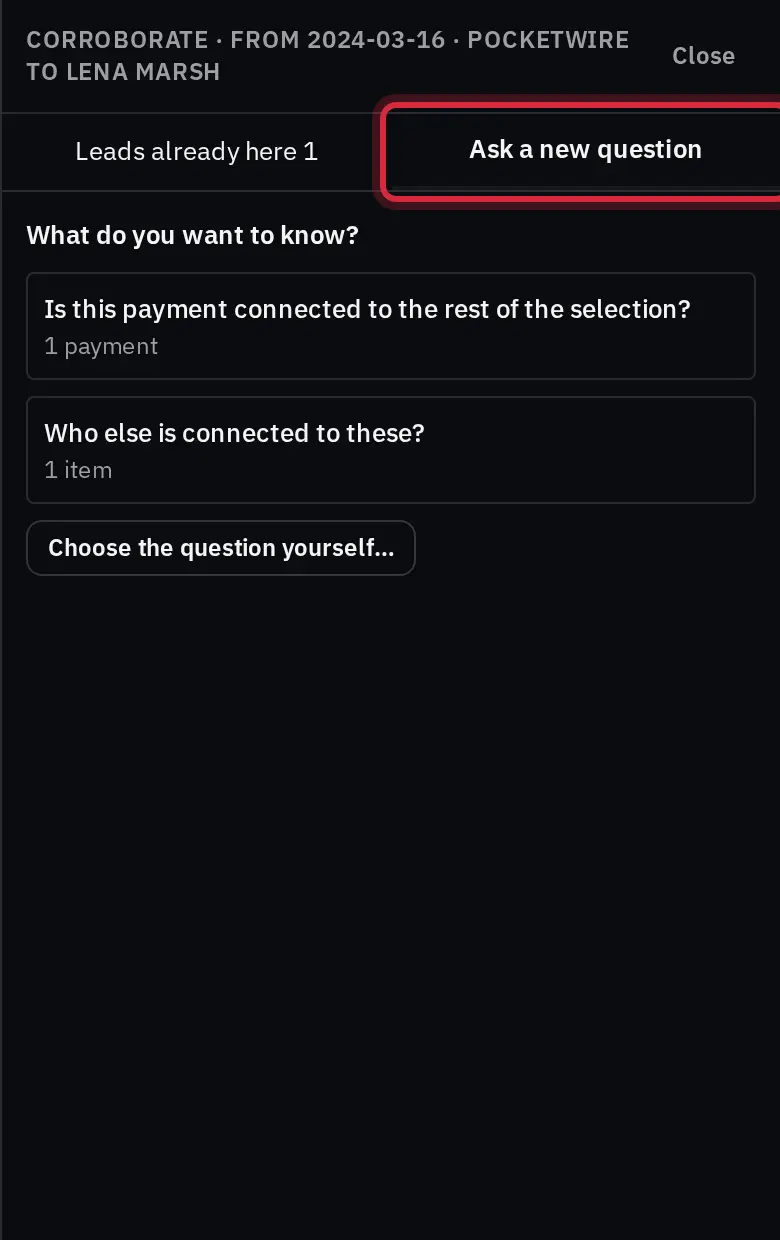 CORROBORATE · FROM 2024-03-16 · POCKETWIRE
TO LENA MARSH
Close
Leads already here 1
Ask a new question
What do you want to know?
Is this payment connected to the rest of the selection?
1 payment
Who else is connected to these?
1 item
Choose the question yourself...